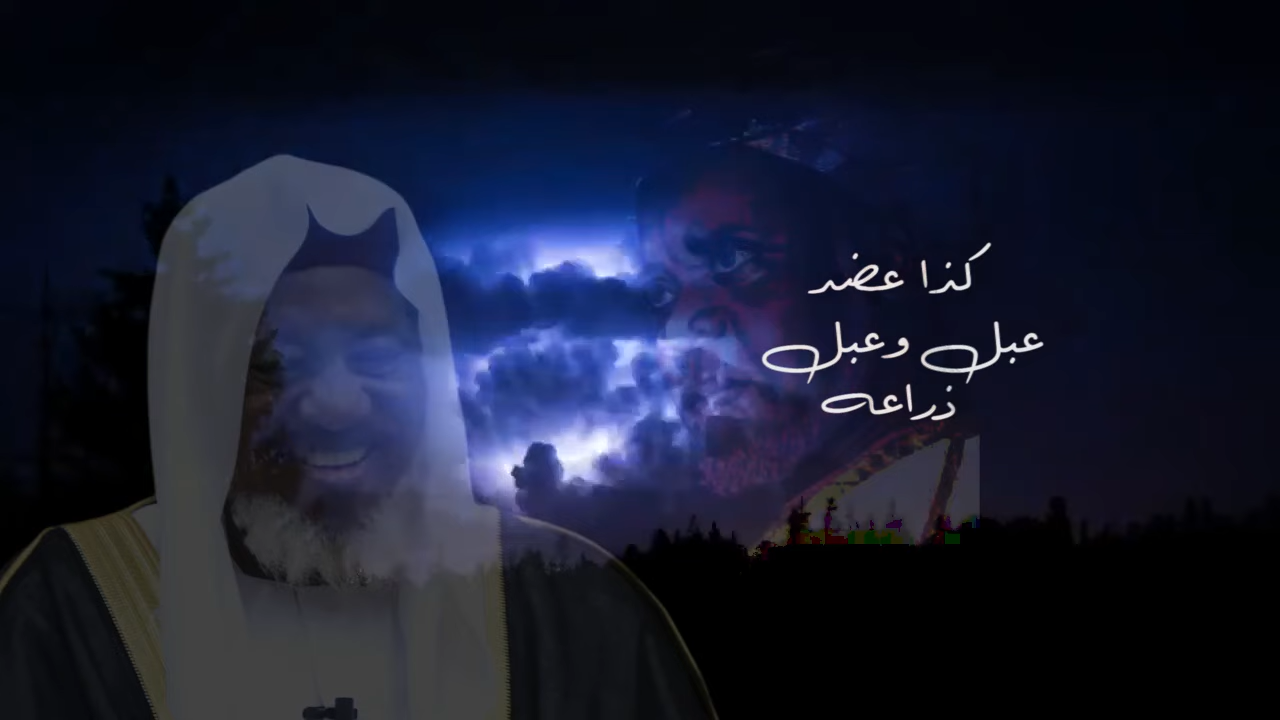 كذا عضد
عبل وعبل
ذراعه